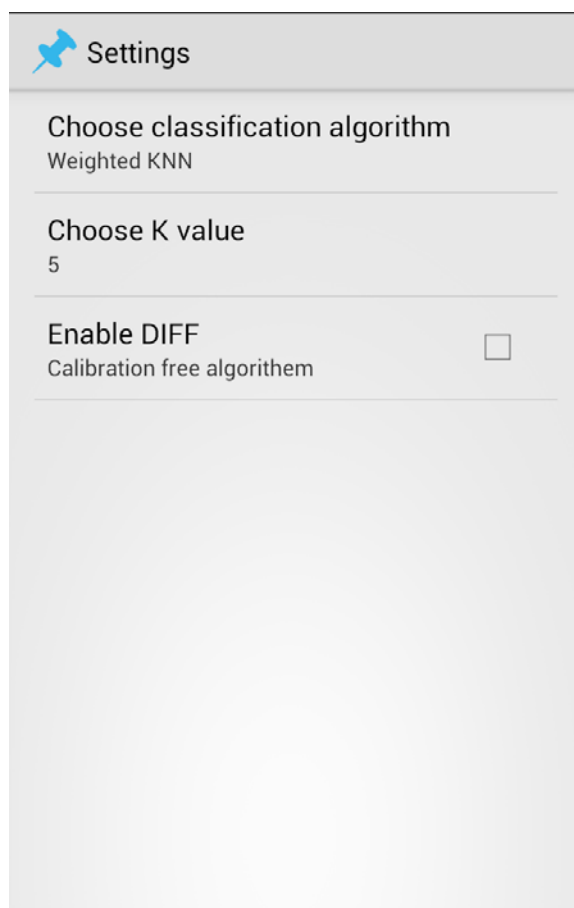 Settings
Choose classification algorithm
Weighted KNN
Choose K value
5
Enable DIFF
Calibration free algorithem